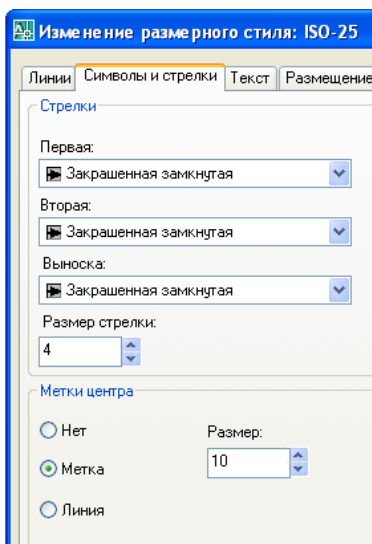 Изменение размерного стиля: ISO-25
Линии Символы и стрелки Текст Размещение
Стрелки
Первая:
Закрашенная замкнутая
Вторая:
Закрашенная замкнутая
Выноска:
Закрашенная замкнутая
Размер стрелки:
4
Метки центра
Нет Размер:
Метка 10
Линия